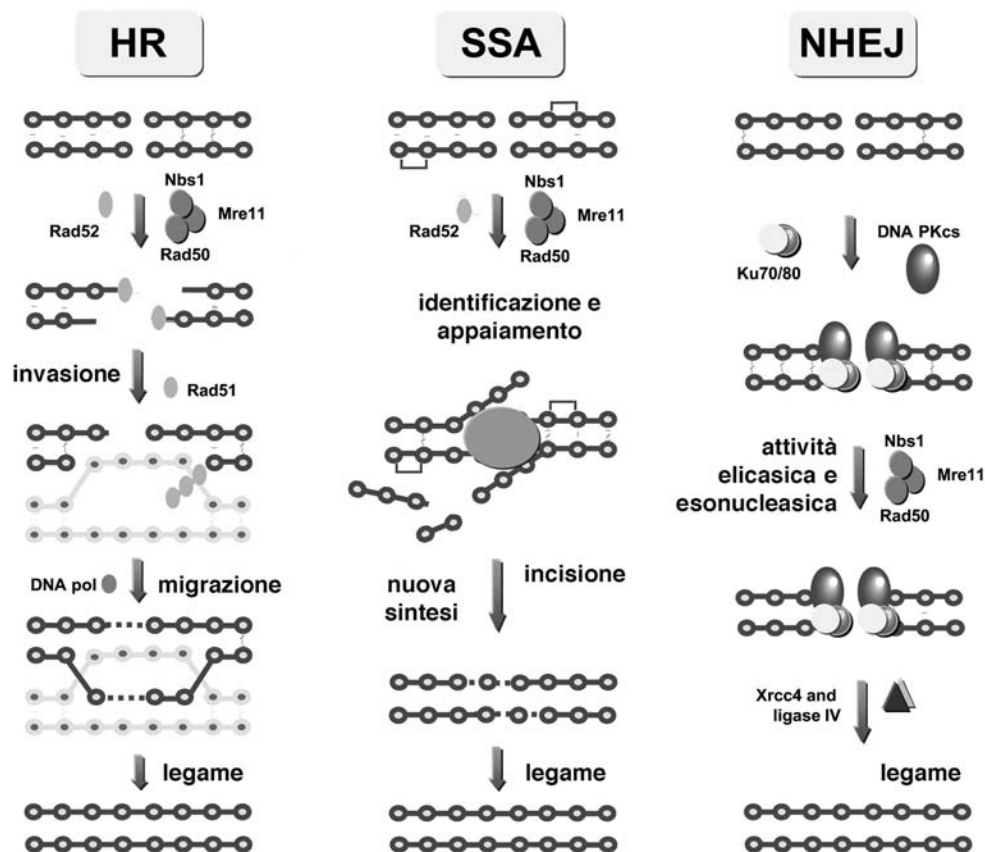 HR
Nbs1
Rad52
Mre11
Rad50
invasione
Rad51
DNA pol
migrazione
legame
SSA
Nbs1
Rad52
Mre11
Rad50
identificazione e
appaiamento
nuova
sintesi
incisione
legame
NHEJ
DNA PKcs
Ku70/80
attività
elicasica e
esonucleasica
Nbs1
Mre11
Rad50
Xrcc4 and
ligase IV
legame